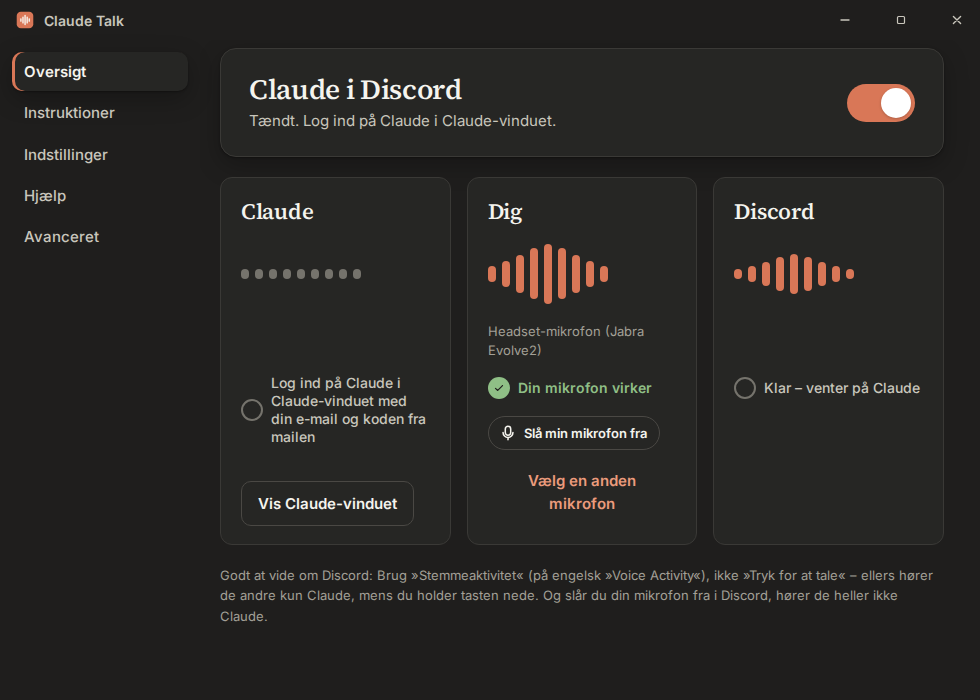 Claude Talk
Oversigt
Instruktioner
Indstillinger
Hjælp
Avanceret
Claude i Discord
Tændt. Log ind på Claude i Claude-vinduet.
Claude
Log ind på Claude i
Claude-vinduet med
din e-mail og koden fra
mailen
Vis Claude-vinduet
Dig
Headset-mikrofon (Jabra
Evolve2)
Din mikrofon virker
Slå min mikrofon fra
Vælg en anden
mikrofon
Discord
Klar – venter på Claude
Godt at vide om Discord: Brug »Stemmeaktivitet« (på engelsk »Voice Activity«), ikke »Tryk for at tale« – ellers hører
de andre kun Claude, mens du holder tasten nede. Og slår du din mikrofon fra i Discord, hører de heller ikke
Claude.